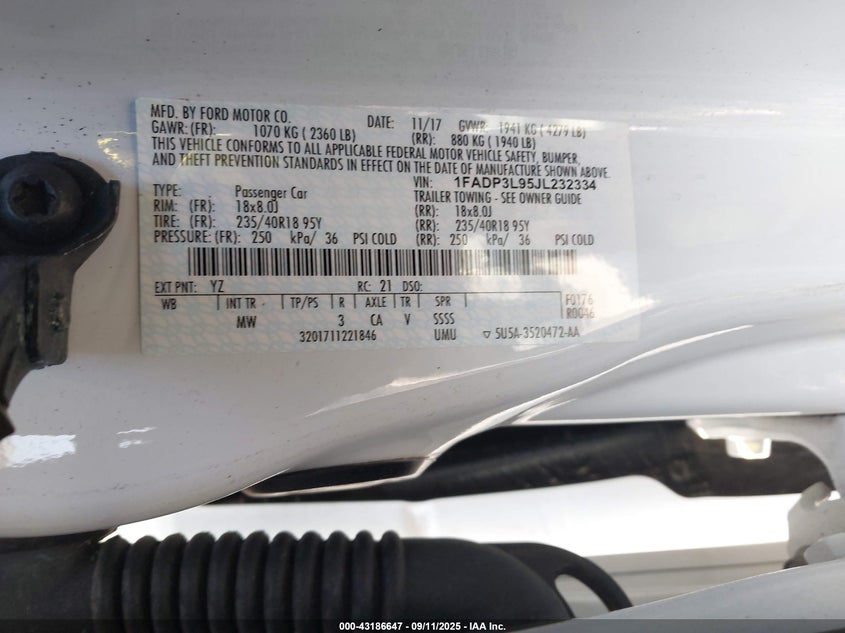 MFD. BY FORD MOTOR CO. DATE: 11/17 GVWR: 1941 KG ( 4279 LB)
GAWR: (FR): 1070 KG ( 2360 LB) (RR): 880 KG ( 1940 LB)
THIS VEHICLE CONFORMS TO ALL APPLICABLE FEDERAL MOTOR VEHICLE SAFETY, BUMPER,
AND THEFT PREVENTION STANDARDS IN EFFECT ON THE DATE OF MANUFACTURE SHOWN ABOVE.
VIN: 1FADP3L95JL232334
TYPE: Passenger Car TRAILER TOWING - SEE OWNER GUIDE
RIM: (FR): 18x8.0J (RR): 18x8.0J
TIRE: (FR): 235/40R18 95Y (RR): 235/40R18 95Y
PRESSURE: (FR): 250 kPa/ 36 PSI COLD (RR): 250 kPa/ 36 PSI COLD
EXT PNT: YZ RC: 21 DSO:
WB INT TR TP/PS R AXLE TR SPR F0176
MW 3 CA V SSSS R0046
3201711221846 UMU ▽ 5U5A-3520472-AA
000-43186647 - 09/11/2025 - IAA Inc.